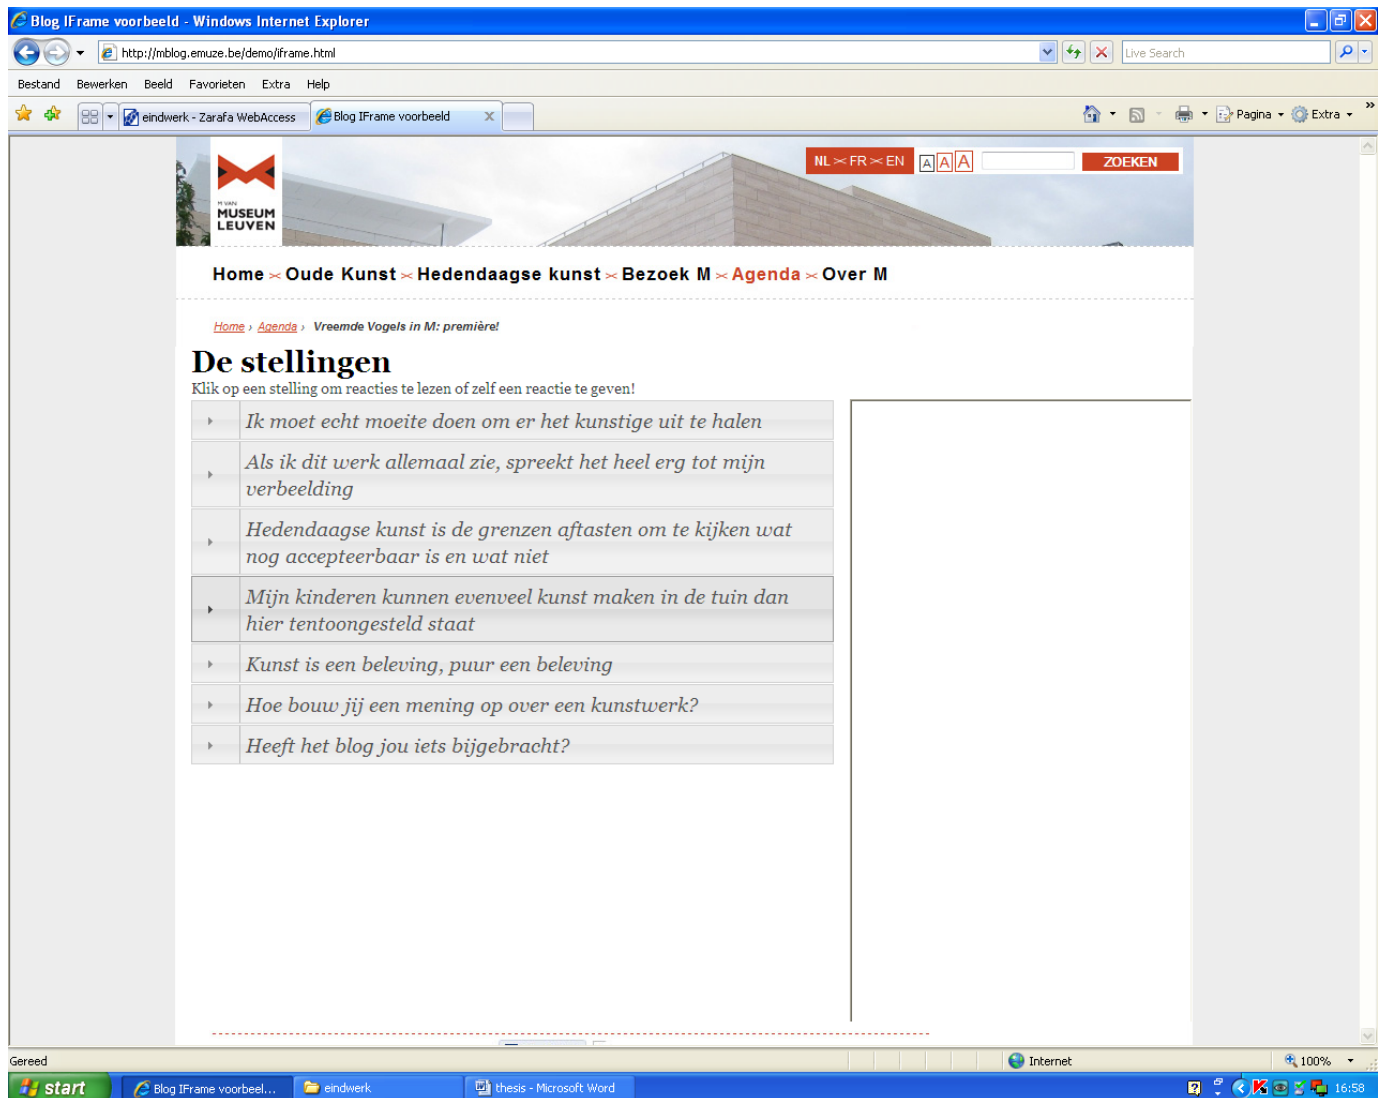 Blog IFrame voorbeeld - Windows Internet Explorer
http://mblog.emuze.be/demo/iframe.html
Live Search
Bestand Bewerken Beeld Favorieten Extra Help
eindwerk - Zarafa WebAccess
Blog IFrame voorbeeld X
Pagina
Extra
M VAN
MUSEUM
LEUVEN
NL FR EN
A A A
ZOEKEN
Home Oude Kunst Hedendaagse kunst Bezoek M Agenda Over M
Home › Agenda › Vreemde Vogels in M: première!
De stellingen
Klik op een stelling om reacties te lezen of zelf een reactie te geven!
Ik moet echt moeite doen om er het kunstige uit te halen
Als ik dit werk allemaal zie, spreekt het heel erg tot mijn
verbeelding
Hedendaagse kunst is de grenzen aftasten om te kijken wat
nog accepteerbaar is en wat niet
Mijn kinderen kunnen evenveel kunst maken in de tuin dan
hier tentoongesteld staat
Kunst is een beleving, puur een beleving
Hoe bouw jij een mening op over een kunstwerk?
Heeft het blog jou iets bijgebracht?
Gereed
Internet
100%
start
Blog IFrame voorbeel...
eindwerk
thesis - Microsoft Word
16:58